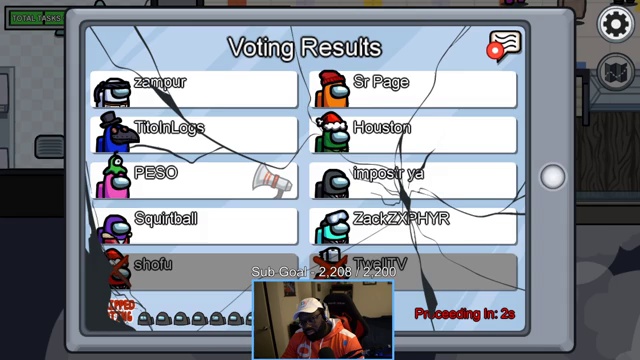 TOTAL TASKS
Voting Results
zampur
Sr Page
TitoInLogs
Houston
PESO
impostr ya
Squirtball
ZackZXPHYR
shofu
TwellTV
Sub-Goal - 2,208 / 2,200
Proceeding In: 2s